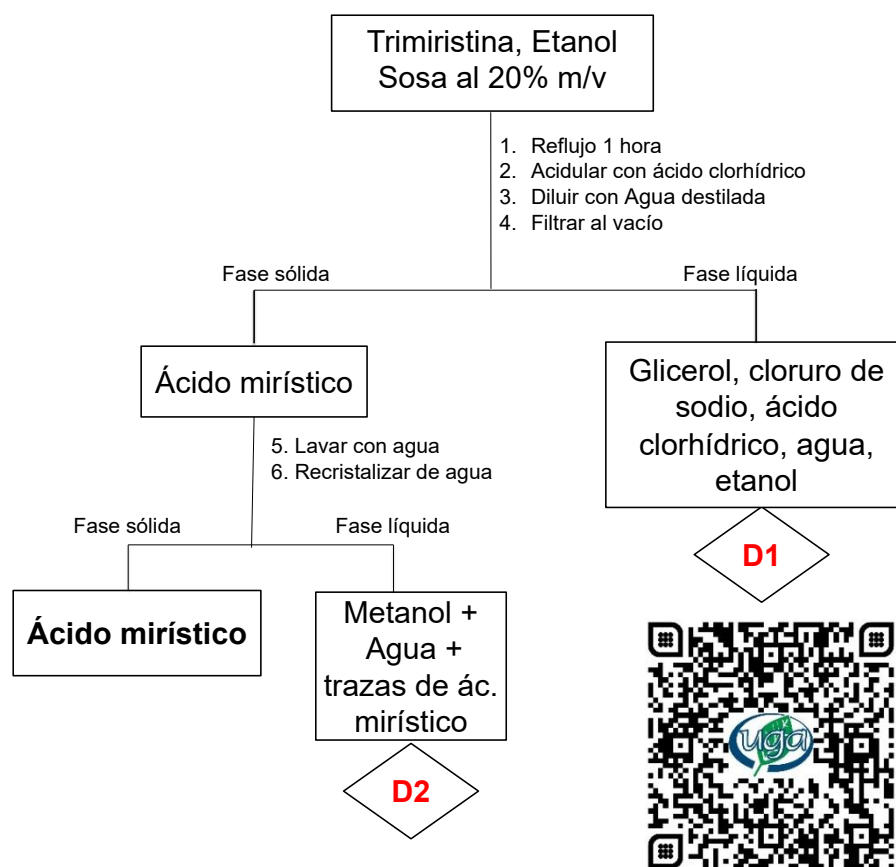 Trimiristina, Etanol
Sosa al 20% m/v
1. Reflujo 1 hora
2. Acidular con ácido clorhídrico
3. Diluir con Agua destilada
4. Filtrar al vacío
Fase sólida
Fase líquida
Ácido mirístico
Glicerol, cloruro de
sodio, ácido
clorhídrico, agua,
etanol
5. Lavar con agua
6. Recristalizar de agua
Fase sólida
Fase líquida
D1
Ácido mirístico
Metanol +
Agua +
trazas de ác.
mirístico
uga
D2